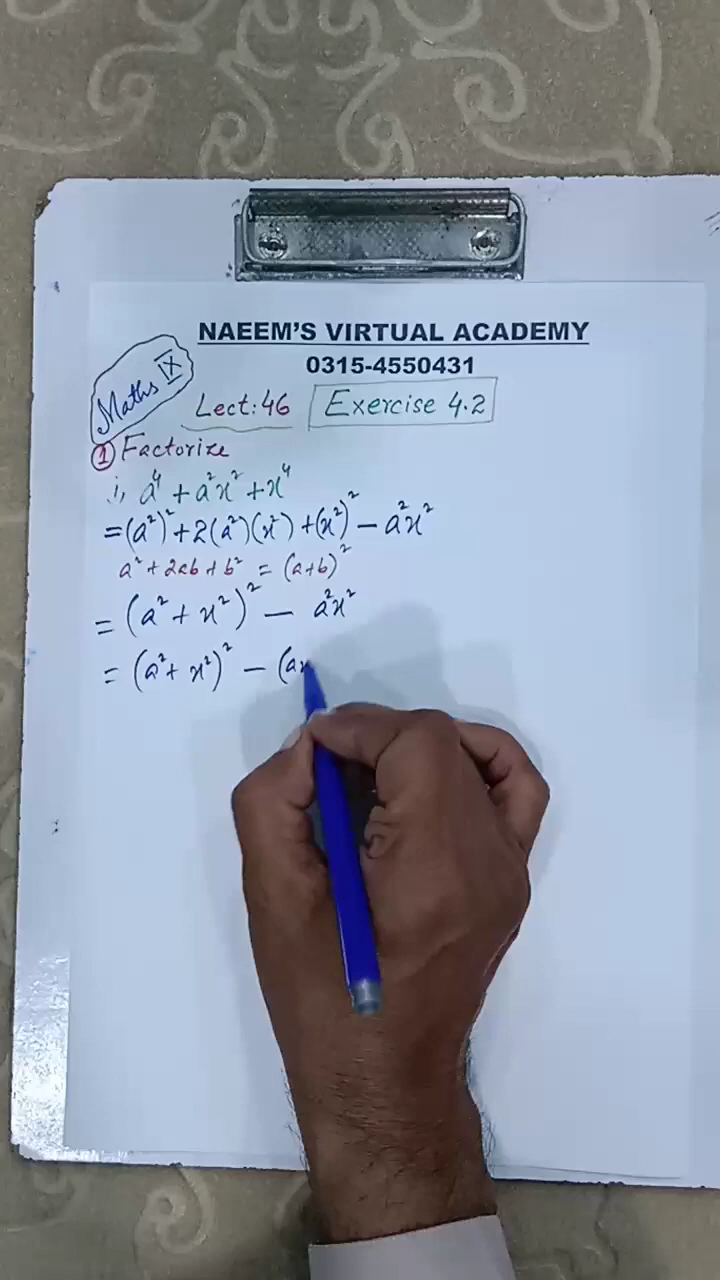 NAEEM'S VIRTUAL ACADEMY
0315-4550431
Maths IX
Lect: 46 Exercise 4.2
① Factorize
i, a⁴ + a²x² + x⁴
= (a²)² + 2(a²)(x²) + (x²)² - a²x²
a² + 2ab + b² = (a+b)²
= (a² + x²)² - a²x²
= (a² + x²)² - (ax